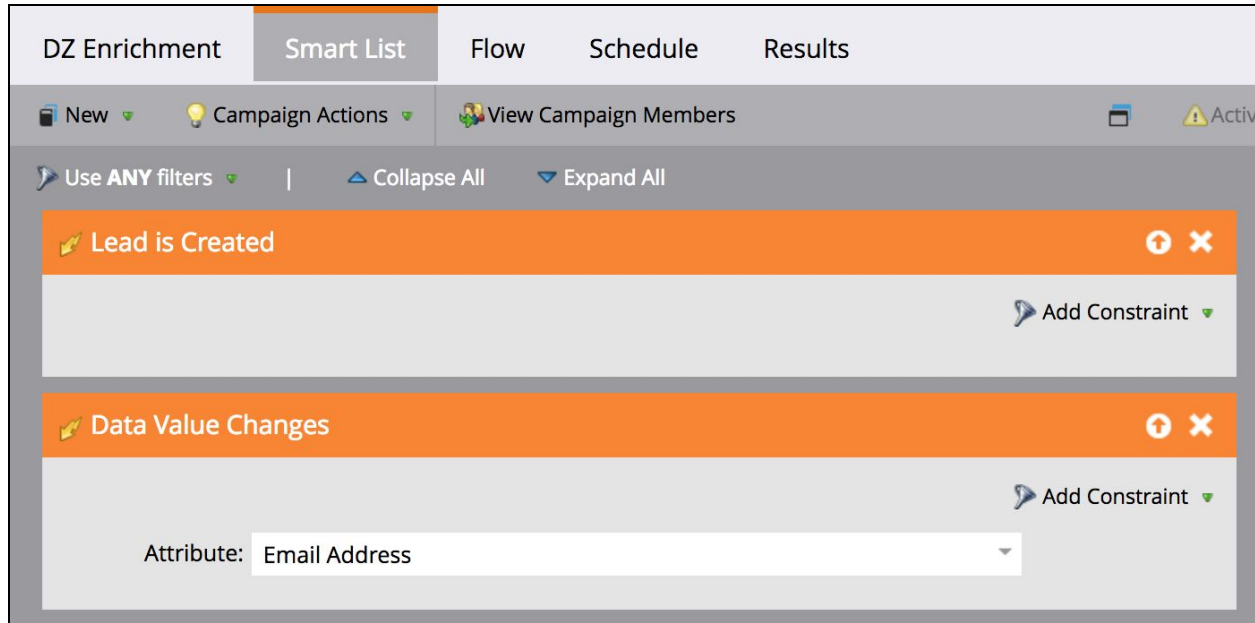 DZ Enrichment Smart List Flow Schedule Results
New Campaign Actions View Campaign Members Activ
Use ANY filters | Collapse All Expand All
Lead is Created
Add Constraint
Data Value Changes
Add Constraint
Attribute: Email Address